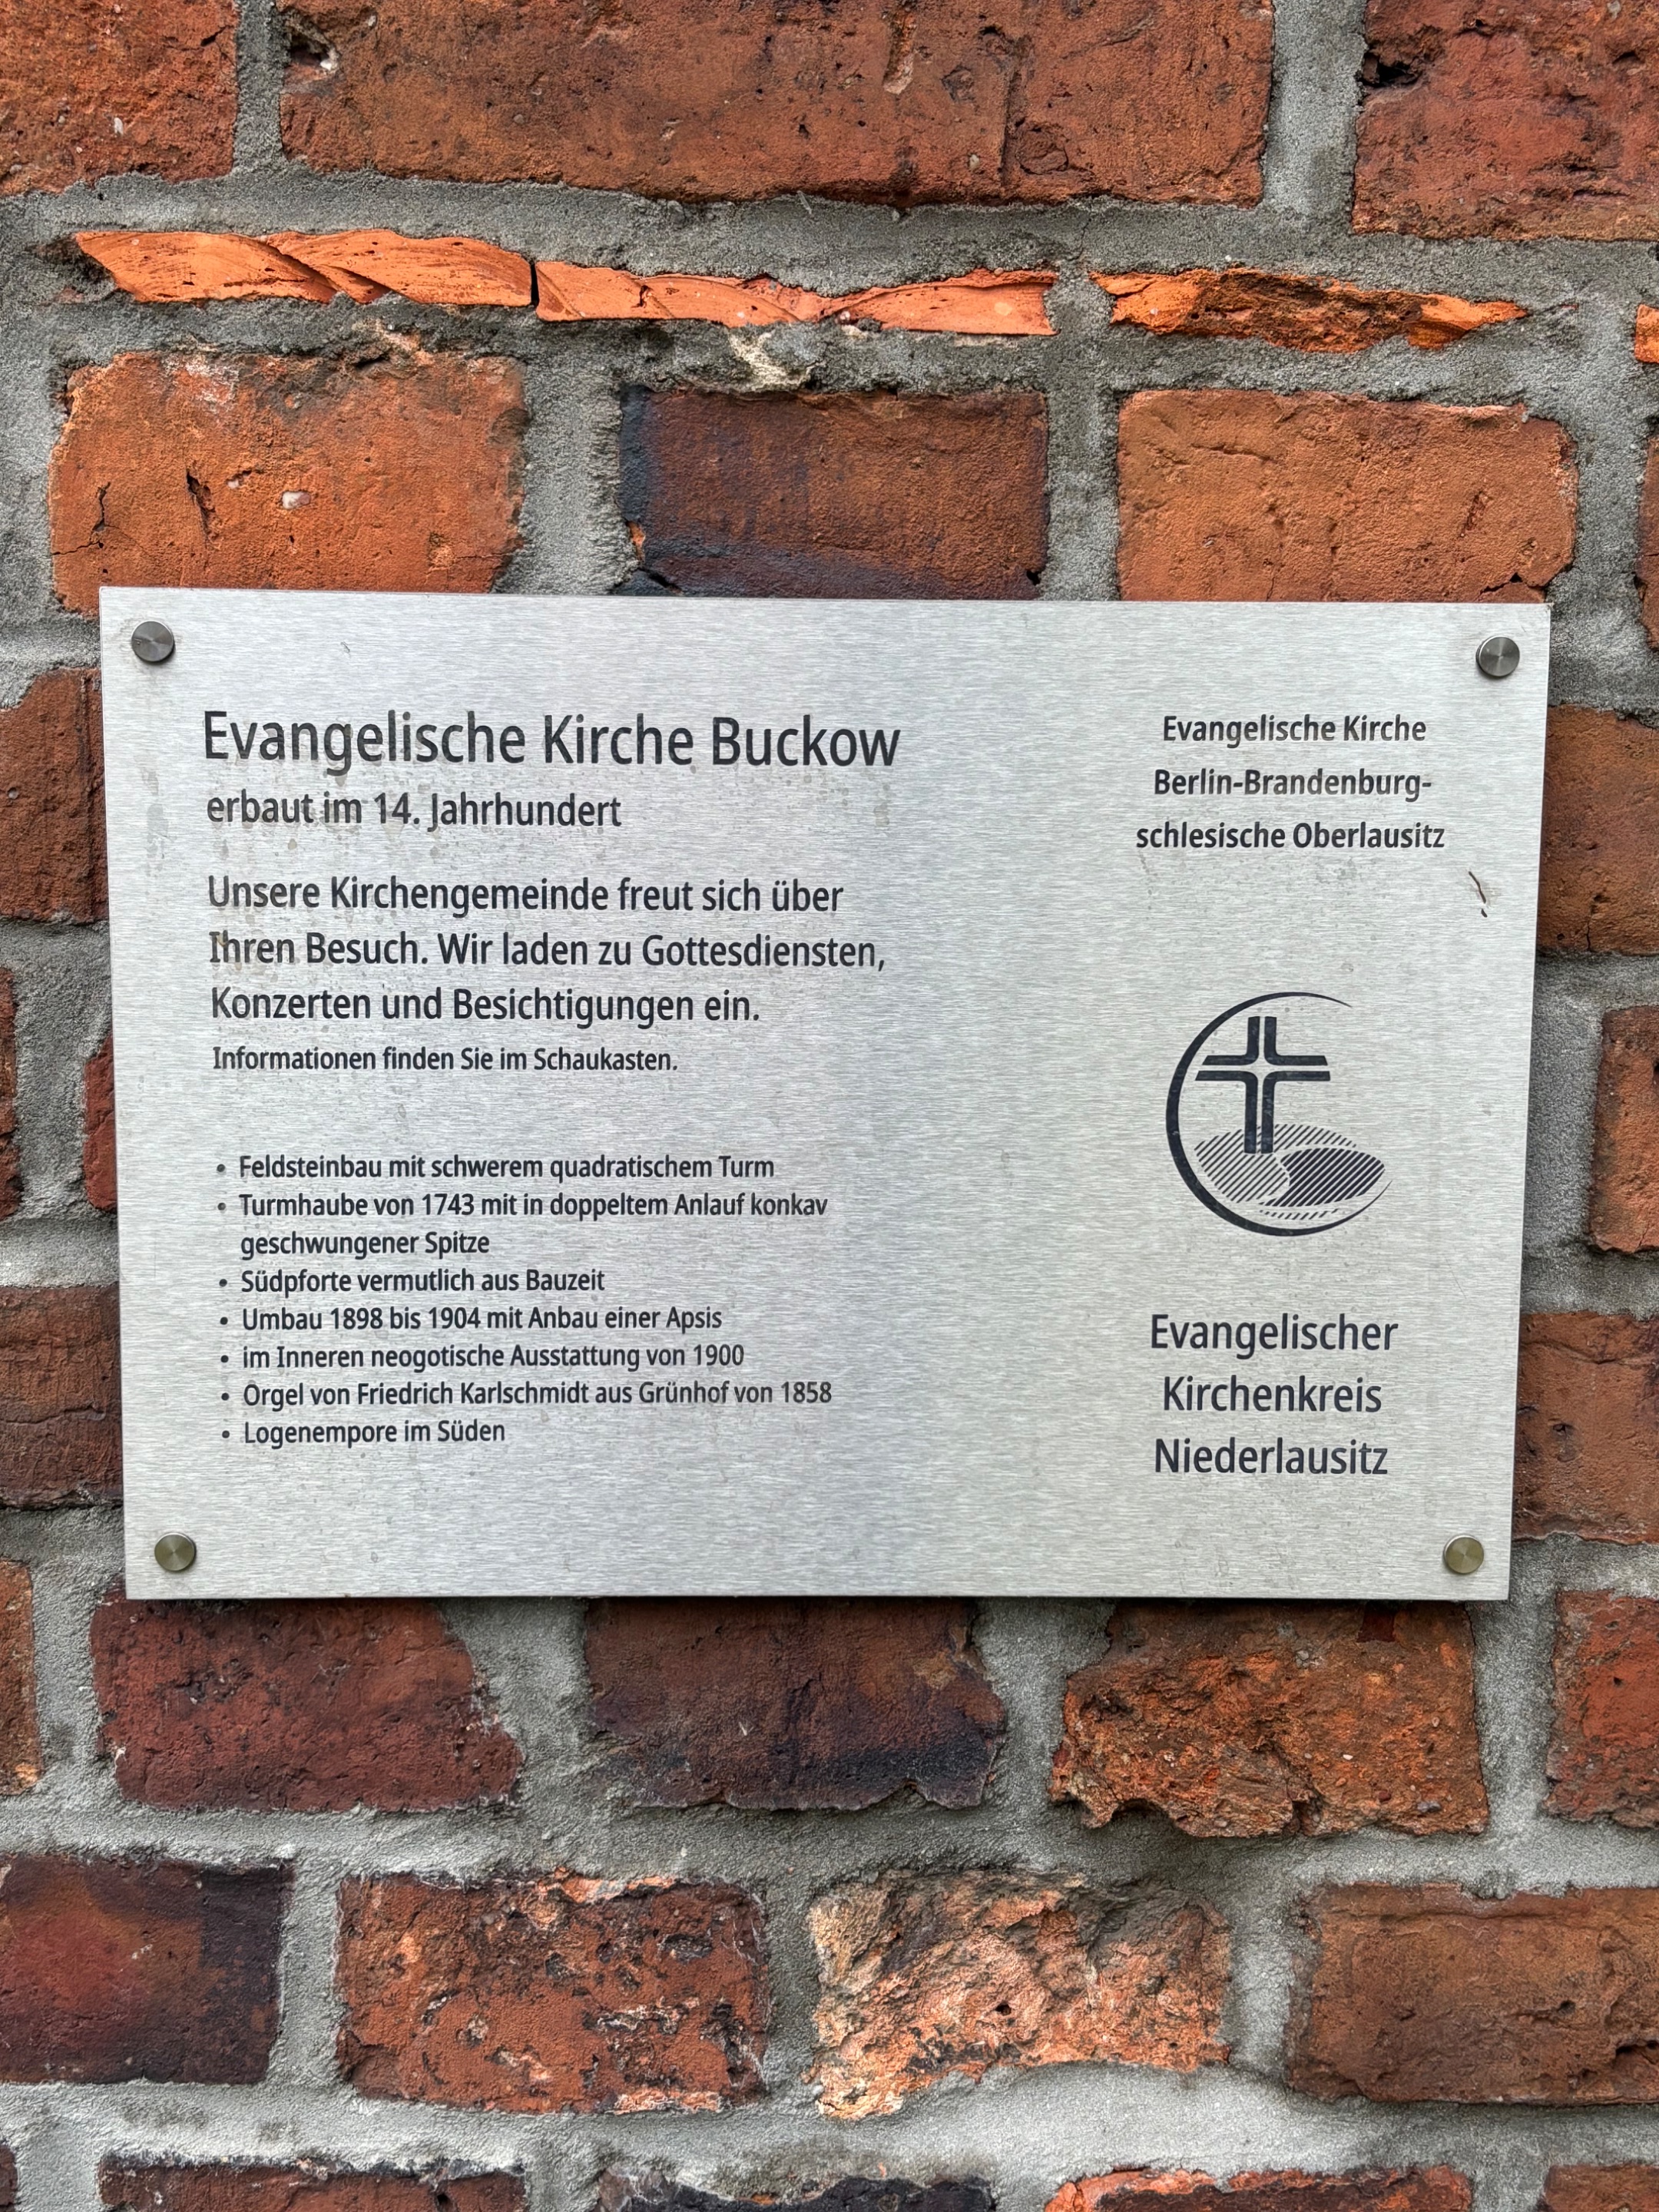 Evangelische Kirche Buckow
erbaut im 14. Jahrhundert
Unsere Kirchengemeinde freut sich über
Ihren Besuch. Wir laden zu Gottesdiensten,
Konzerten und Besichtigungen ein.
Informationen finden Sie im Schaukasten.
• Feldsteinbau mit schwerem quadratischem Turm
• Turmhaube von 1743 mit in doppeltem Anlauf konkav
geschwungener Spitze
• Südpforte vermutlich aus Bauzeit
• Umbau 1898 bis 1904 mit Anbau einer Apsis
• im Inneren neogotische Ausstattung von 1900
• Orgel von Friedrich Karlschmidt aus Grünhof von 1858
• Logenempore im Süden
Evangelische Kirche
Berlin-Brandenburg-
schlesische Oberlausitz
Evangelischer
Kirchenkreis
Niederlausitz